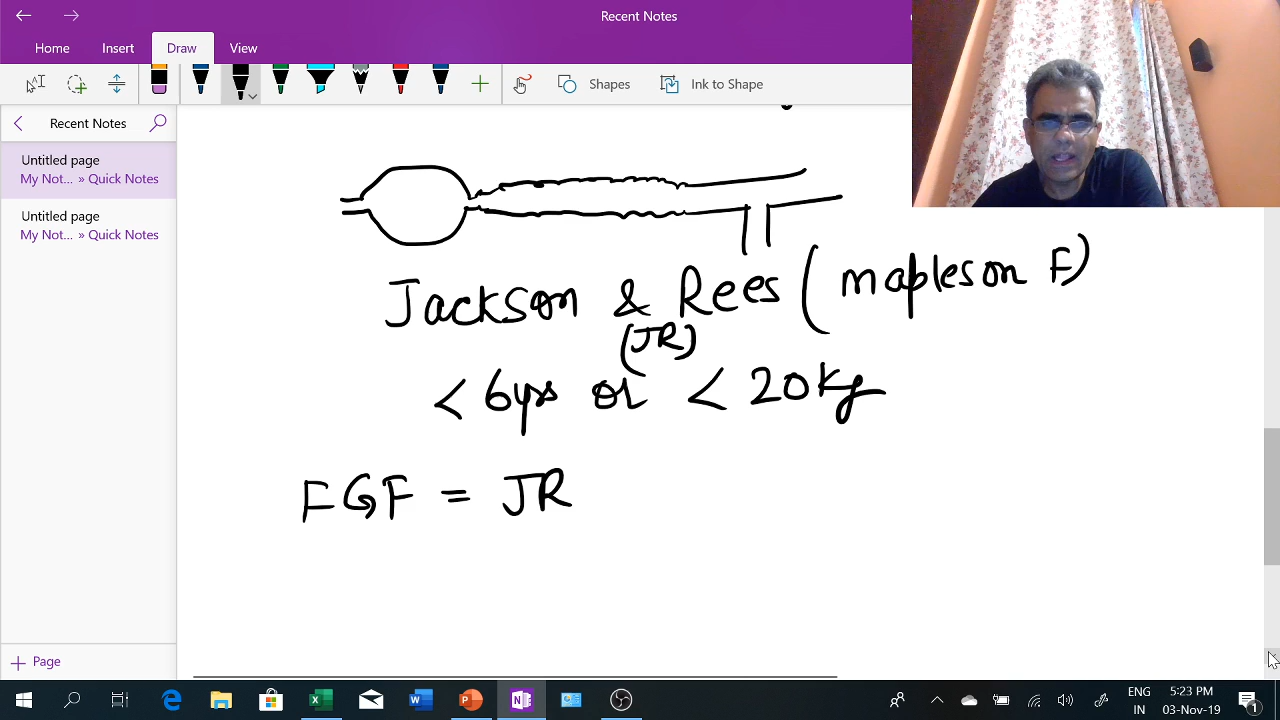 Recent Notes
Home Insert Draw View
Shapes Ink to Shape
Recent Notes
Untitled page
My Not... » Quick Notes
Untitled page
My Not... » Quick Notes
Jackson & Rees (mapleson F)
(JR)
< 6yrs or < 20kg
FGF = JR
Page
ENG
IN
5:23 PM
03-Nov-19
1